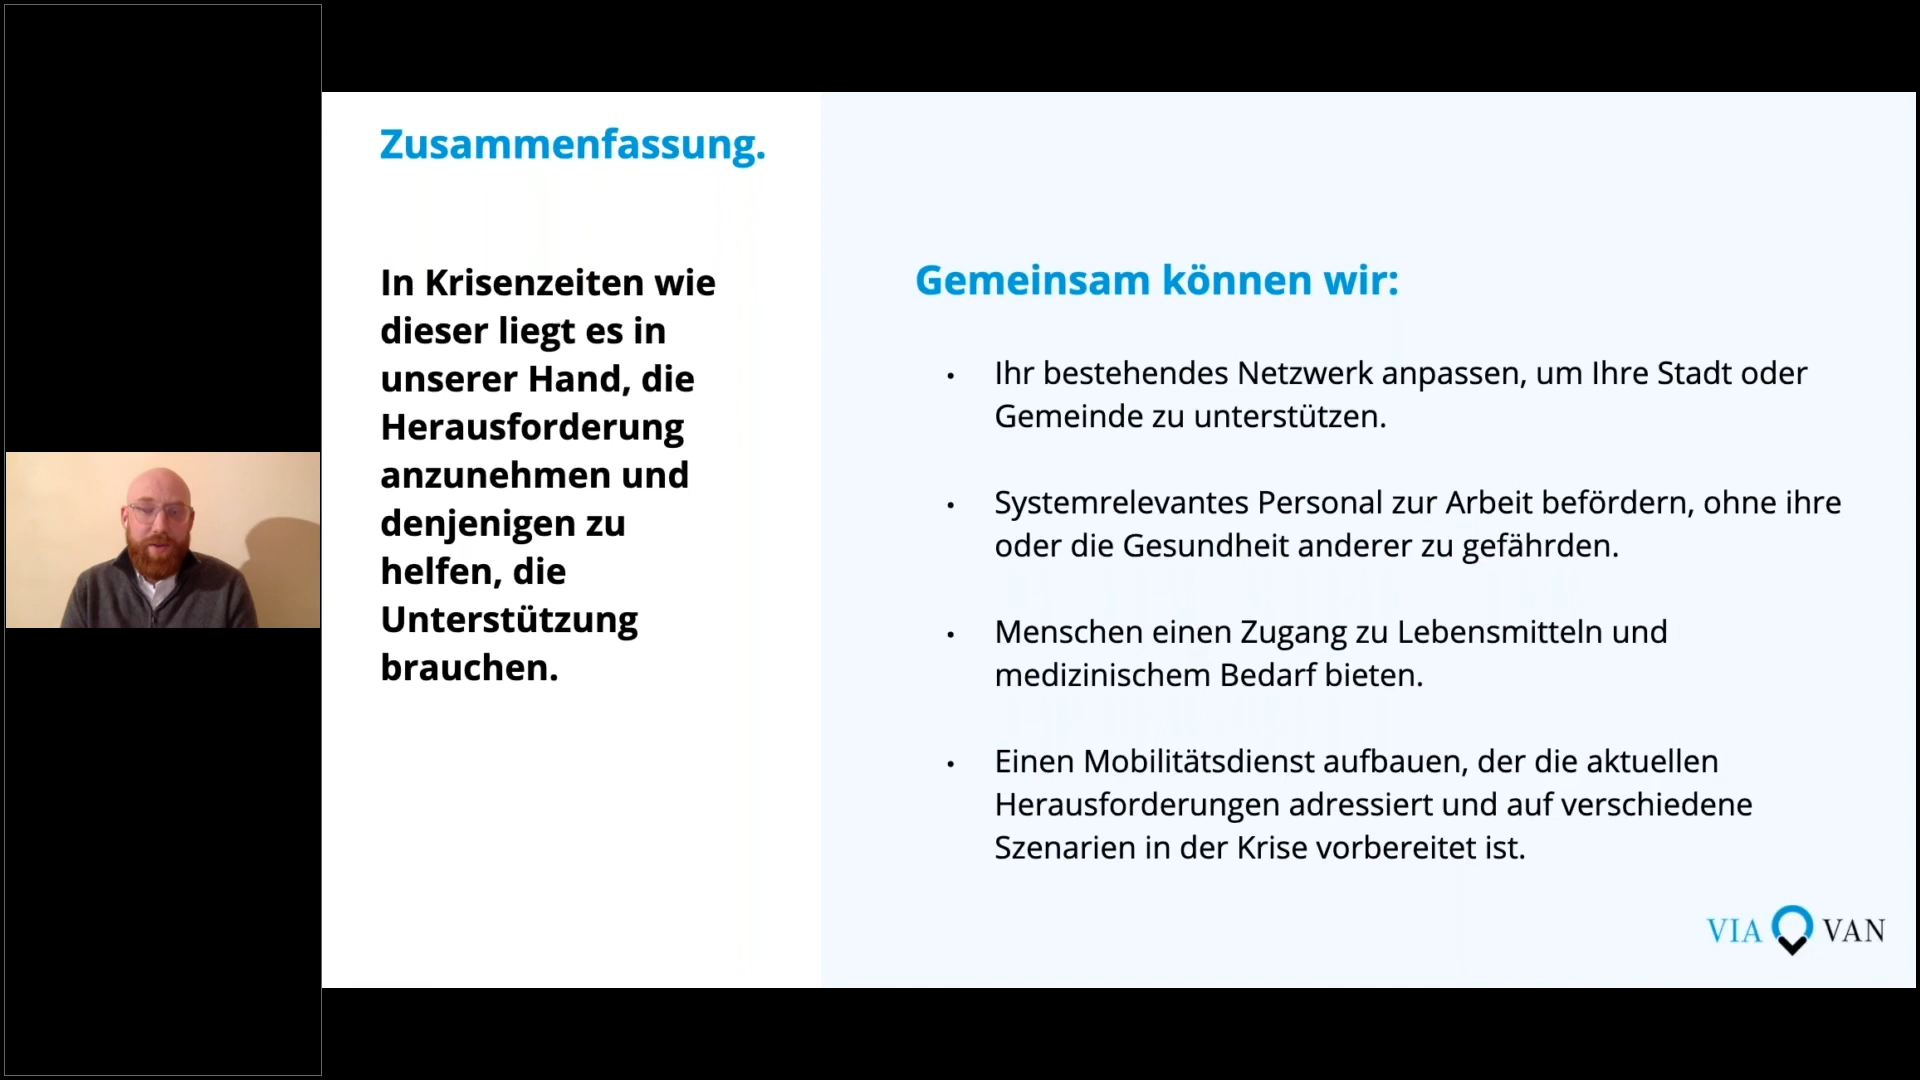 Zusammenfassung.
In Krisenzeiten wie
dieser liegt es in
unserer Hand, die
Herausforderung
anzunehmen und
denjenigen zu
helfen, die
Unterstützung
brauchen.
Gemeinsam können wir:
• Ihr bestehendes Netzwerk anpassen, um Ihre Stadt oder
Gemeinde zu unterstützen.
• Systemrelevantes Personal zur Arbeit befördern, ohne ihre
oder die Gesundheit anderer zu gefährden.
• Menschen einen Zugang zu Lebensmitteln und
medizinischem Bedarf bieten.
• Einen Mobilitätsdienst aufbauen, der die aktuellen
Herausforderungen adressiert und auf verschiedene
Szenarien in der Krise vorbereitet ist.
VIA VAN